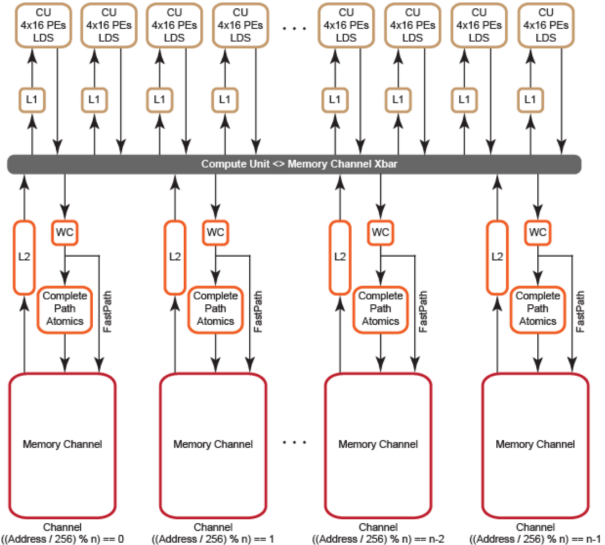 CU
4x16 PEs
LDS
CU
4x16 PEs
LDS
CU
4x16 PEs
LDS
CU
4x16 PEs
LDS
. . .
CU
4x16 PEs
LDS
CU
4x16 PEs
LDS
CU
4x16 PEs
LDS
CU
4x16 PEs
LDS
L1
L1
L1
L1
L1
L1
L1
L1
Compute Unit <> Memory Channel Xbar
L2
WC
Complete
Path
Atomics
FastPath
L2
WC
Complete
Path
Atomics
FastPath
L2
WC
Complete
Path
Atomics
FastPath
L2
WC
Complete
Path
Atomics
FastPath
Memory Channel
Memory Channel
. . .
Memory Channel
Memory Channel
Channel
((Address / 256) % n) == 0
Channel
((Address / 256) % n) == 1
Channel
((Address / 256) % n) == n-2
Channel
((Address / 256) % n) == n-1